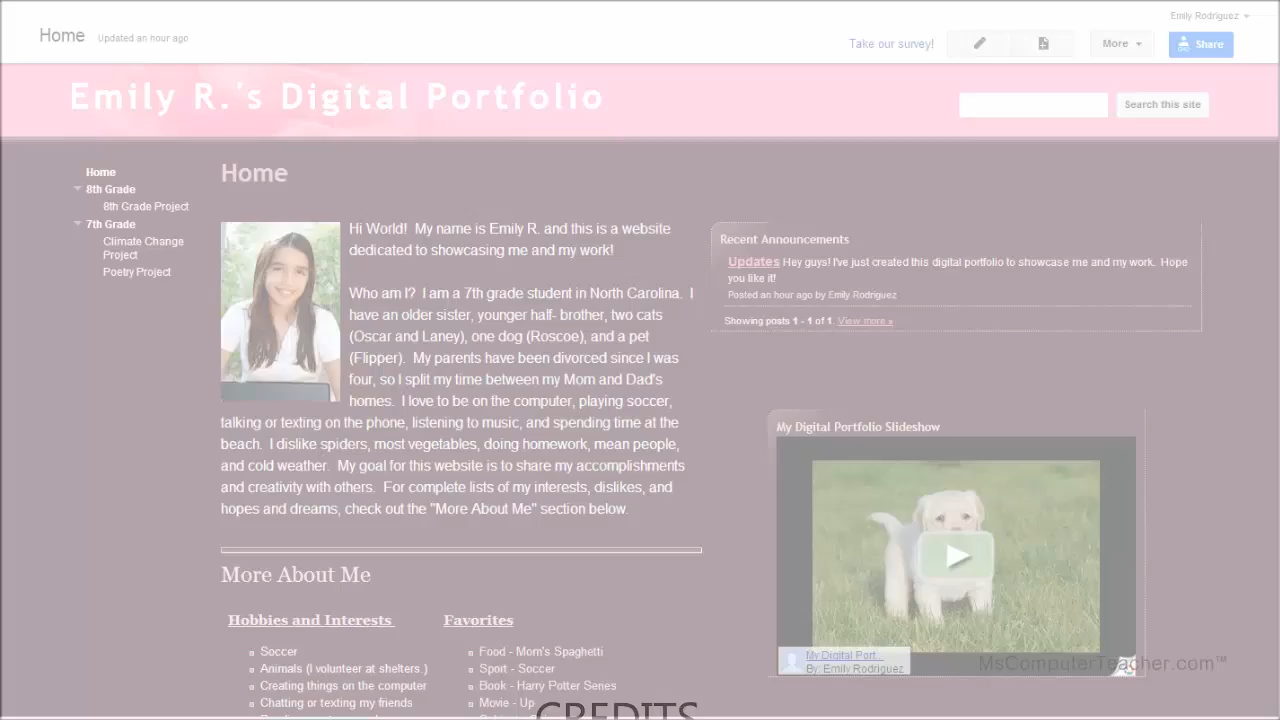 Emily Rodriguez
Home Updated an hour ago
Take our survey!
More
Share
Emily R.'s Digital Portfolio
Search this site
Home
8th Grade
8th Grade Project
7th Grade
Climate Change
Project
Poetry Project
Home
Hi World! My name is Emily R. and this is a website
dedicated to showcasing me and my work!
Who am I? I am a 7th grade student in North Carolina. I
have an older sister, younger half- brother, two cats
(Oscar and Laney), one dog (Roscoe), and a pet
(Flipper). My parents have been divorced since I was
four, so I split my time between my Mom and Dad's
homes. I love to be on the computer, playing soccer,
talking or texting on the phone, listening to music, and spending time at the
beach. I dislike spiders, most vegetables, doing homework, mean people,
and cold weather. My goal for this website is to share my accomplishments
and creativity with others. For complete lists of my interests, dislikes, and
hopes and dreams, check out the "More About Me" section below.
More About Me
Hobbies and Interests
Soccer
Animals (I volunteer at shelters.)
Creating things on the computer
Chatting or texting my friends
Favorites
Food - Mom's Spaghetti
Sport - Soccer
Book - Harry Potter Series
Movie - Up
Recent Announcements
Updates Hey guys! I've just created this digital portfolio to showcase me and my work. Hope
you like it!
Posted an hour ago by Emily Rodriguez
Showing posts 1 - 1 of 1. View more »
My Digital Portfolio Slideshow
My Digital Port...
By: Emily Rodriguez
MsComputerTeacher.com™
CREDITS